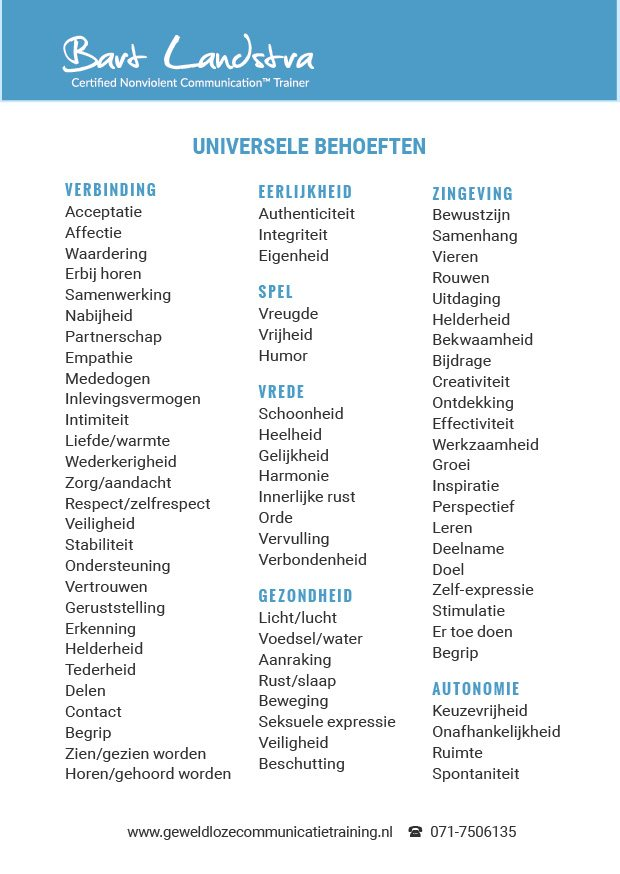 Bart Landstra
Certified Nonviolent Communication™ Trainer
UNIVERSELE BEHOEFTEN
VERBINDING
Acceptatie
Affectie
Waardering
Erbij horen
Samenwerking
Nabijheid
Partnerschap
Empathie
Mededogen
Inlevingsvermogen
Intimiteit
Liefde/warmte
Wederkerigheid
Zorg/aandacht
Respect/zelfrespect
Veiligheid
Stabiliteit
Ondersteuning
Vertrouwen
Geruststelling
Erkenning
Helderheid
Tederheid
Delen
Contact
Begrip
Zien/gezien worden
Horen/gehoord worden
EERLIJKHEID
Authenticiteit
Integriteit
Eigenheid
SPEL
Vreugde
Vrijheid
Humor
VREDE
Schoonheid
Heelheid
Gelijkheid
Harmonie
Innerlijke rust
Orde
Vervulling
Verbondenheid
GEZONDHEID
Licht/lucht
Voedsel/water
Aanraking
Rust/slaap
Beweging
Seksuele expressie
Veiligheid
Beschutting
ZINGEVING
Bewustzijn
Samenhang
Vieren
Rouwen
Uitdaging
Helderheid
Bekwaamheid
Bijdrage
Creativiteit
Ontdekking
Effectiviteit
Werkzaamheid
Groei
Inspiratie
Perspectief
Leren
Deelname
Doel
Zelf-expressie
Stimulatie
Er toe doen
Begrip
AUTONOMIE
Keuzevrijheid
Onafhankelijkheid
Ruimte
Spontaniteit
www.geweldlozecommunicatietraining.nl ☎ 071-7506135